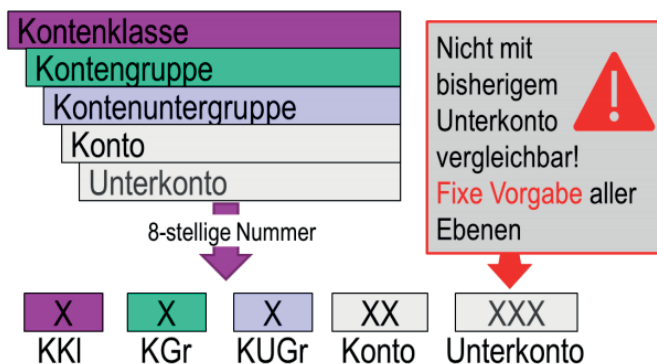 Kontenklasse
Kontengruppe
Kontenuntergruppe
Konto
Unterkonto
8-stellige Nummer
Nicht mit
bisherigem
Unterkonto
vergleichbar!
Fixe Vorgabe aller
Ebenen
X X X XX XXX
KKl KGr KUGr Konto Unterkonto